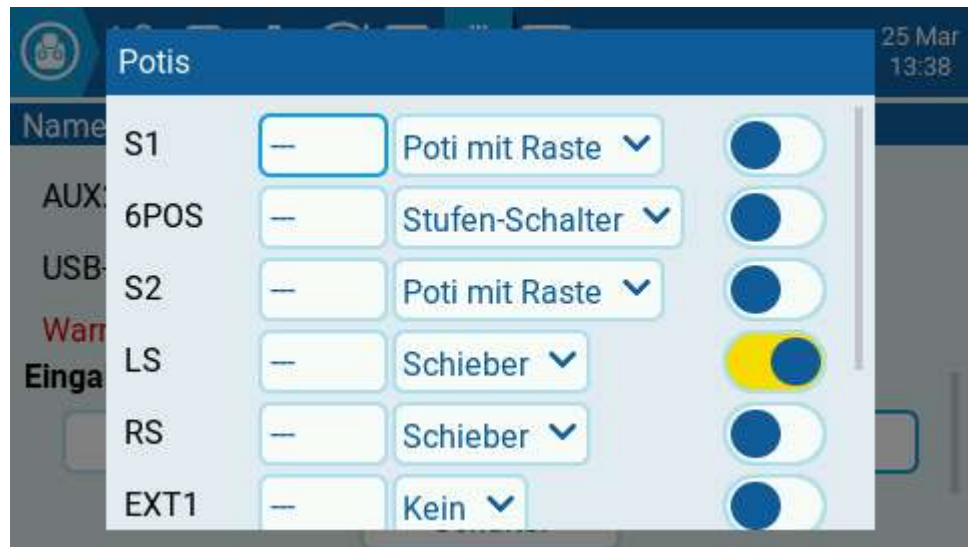 25 Mar
13:38
Potis
Name
S1 --- Poti mit Raste
AUX2
6POS --- Stufen-Schalter
USB-
S2 --- Poti mit Raste
Warn
LS --- Schieber
Einga
RS --- Schieber
EXT1 --- Kein